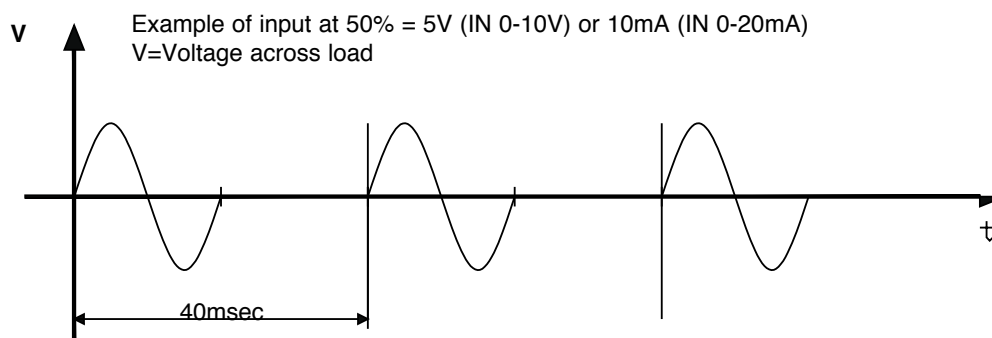 Example of input at 50% = 5V (IN 0-10V) or 10mA (IN 0-20mA)
V
V=Voltage across load
t
40msec